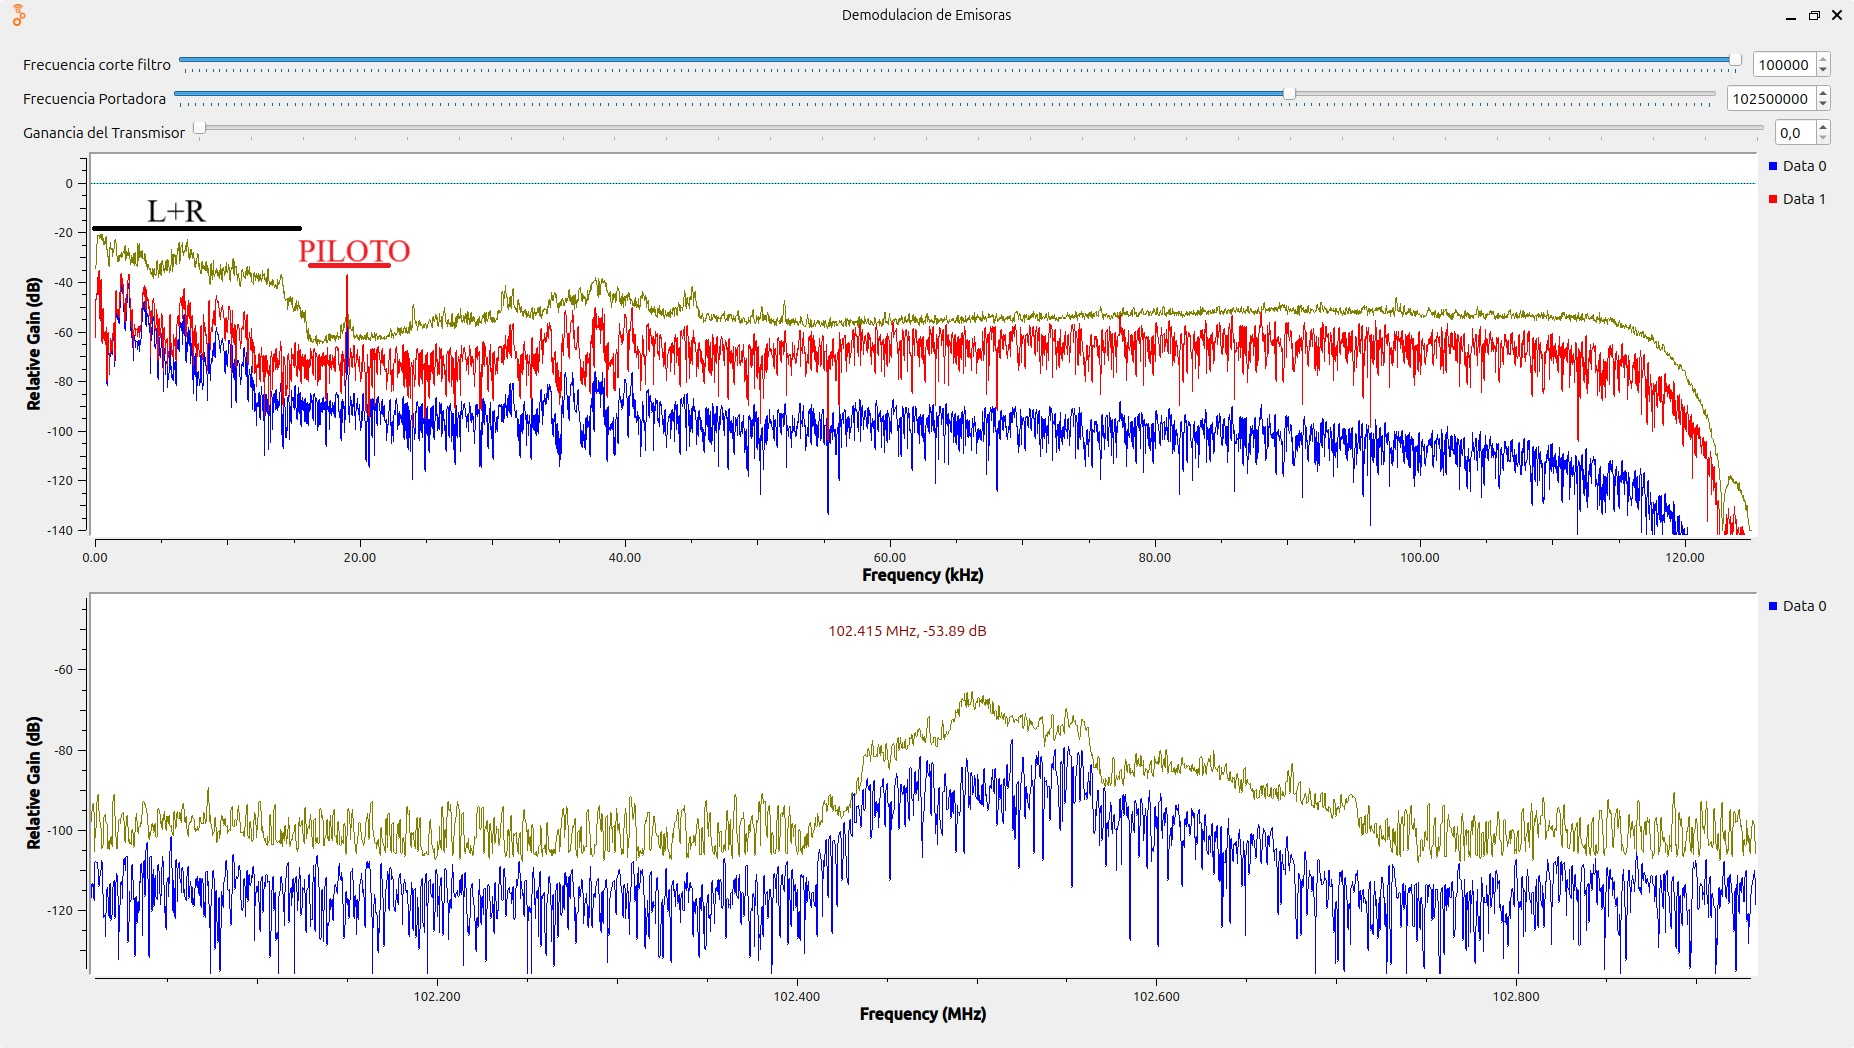 Demodulacion de Emisoras
Frecuencia corte filtro
100000
Frecuencia Portadora
102500000
Ganancia del Transmisor
0,0
Data 0
Data 1
L+R
PILOTO
0
-20
-40
-60
-80
-100
-120
-140
Relative Gain (dB)
0.00
20.00
40.00
60.00
80.00
100.00
120.00
Frequency (kHz)
Data 0
102.415 MHz, -53.89 dB
-60
-80
-100
-120
Relative Gain (dB)
102.200
102.400
102.600
102.800
Frequency (MHz)